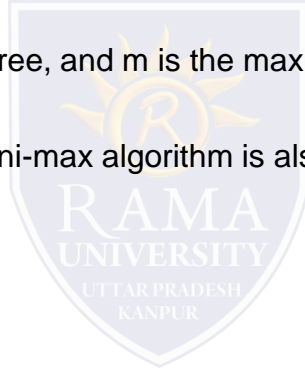 ree, and m is the max
ni-max algorithm is als
RAMA
UNIVERSITY
UTTAR PRADESH
KANPUR